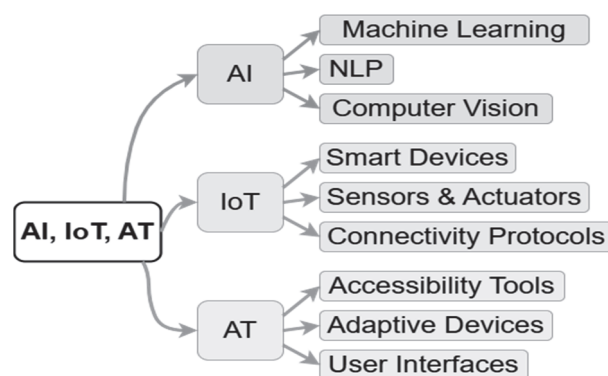 Machine Learning
AI
NLP
Computer Vision
Smart Devices
IoT
Sensors & Actuators
Connectivity Protocols
AI, IoT, AT
Accessibility Tools
AT
Adaptive Devices
User Interfaces